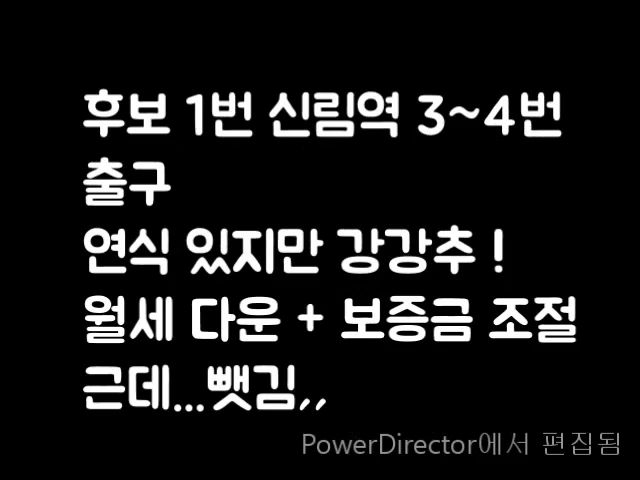 후보 1번 신림역 3~4번
출구
연식 있지만 강강추 !
월세 다운 + 보증금 조절
근데...뺏김,,
PowerDirector에서 편집됨